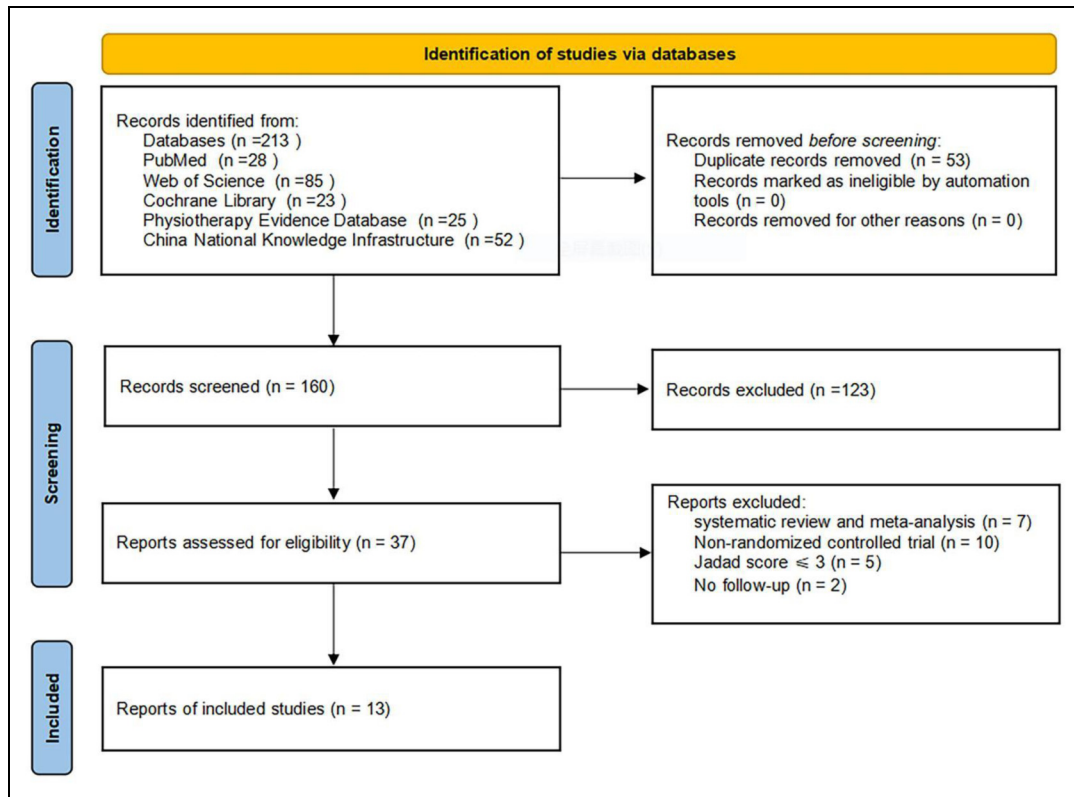 Identification of studies via databases
Identification
Records identified from:
Databases (n =213 )
PubMed (n =28 )
Web of Science (n =85 )
Cochrane Library (n =23 )
Physiotherapy Evidence Database (n =25 )
China National Knowledge Infrastructure (n =52 )
Records removed before screening:
Duplicate records removed (n = 53)
Records marked as ineligible by automation
tools (n = 0)
Records removed for other reasons (n = 0)
Screening
Records screened (n = 160)
Records excluded (n =123)
Reports assessed for eligibility (n = 37)
Reports excluded:
systematic review and meta-analysis (n = 7)
Non-randomized controlled trial (n = 10)
Jadad score ⩽ 3 (n = 5)
No follow-up (n = 2)
Included
Reports of included studies (n = 13)